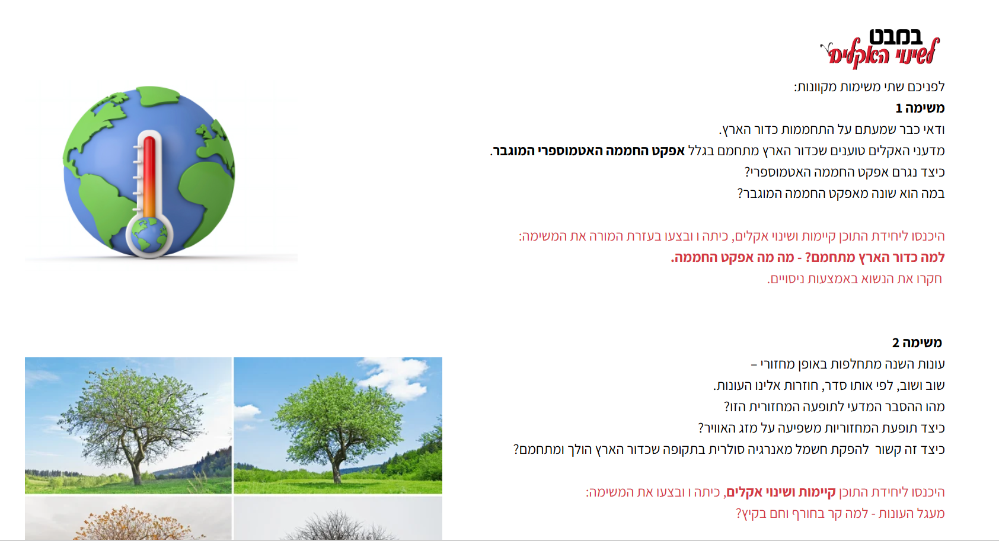 במבט
לשינוי האקלים
לפניכם שתי משימות מקוונות:
משימה 1
ודאי כבר שמעתם על התחממות כדור הארץ.
מדעני האקלים טוענים שכדור הארץ מתחמם בגלל אפקט החממה האטמוספרי המוגבר.
כיצד נגרם אפקט החממה האטמוספרי?
במה הוא שונה מאפקט החממה המוגבר?
היכנסו ליחידת התוכן קיימות ושינוי אקלים, כיתה ו ובצעו בעזרת המורה את המשימה:
למה כדור הארץ מתחמם? - מה מה אפקט החממה.
חקרו את הנשוא באמצעות ניסויים.
משימה 2
עונות השנה מתחלפות באופן מחזורי –
שוב ושוב, לפי אותו סדר, חוזרות אלינו העונות.
מהו ההסבר המדעי לתופעה המחזורית הזו?
כיצד תופעת המחזוריות משפיעה על מזג האוויר?
כיצד זה קשור להפקת חשמל מאנרגיה סולרית בתקופה שכדור הארץ הולך ומתחמם?
היכנסו ליחידת התוכן קיימות ושינוי אקלים, כיתה ו ובצעו את המשימה:
מעגל העונות - למה קר בחורף וחם בקיץ?